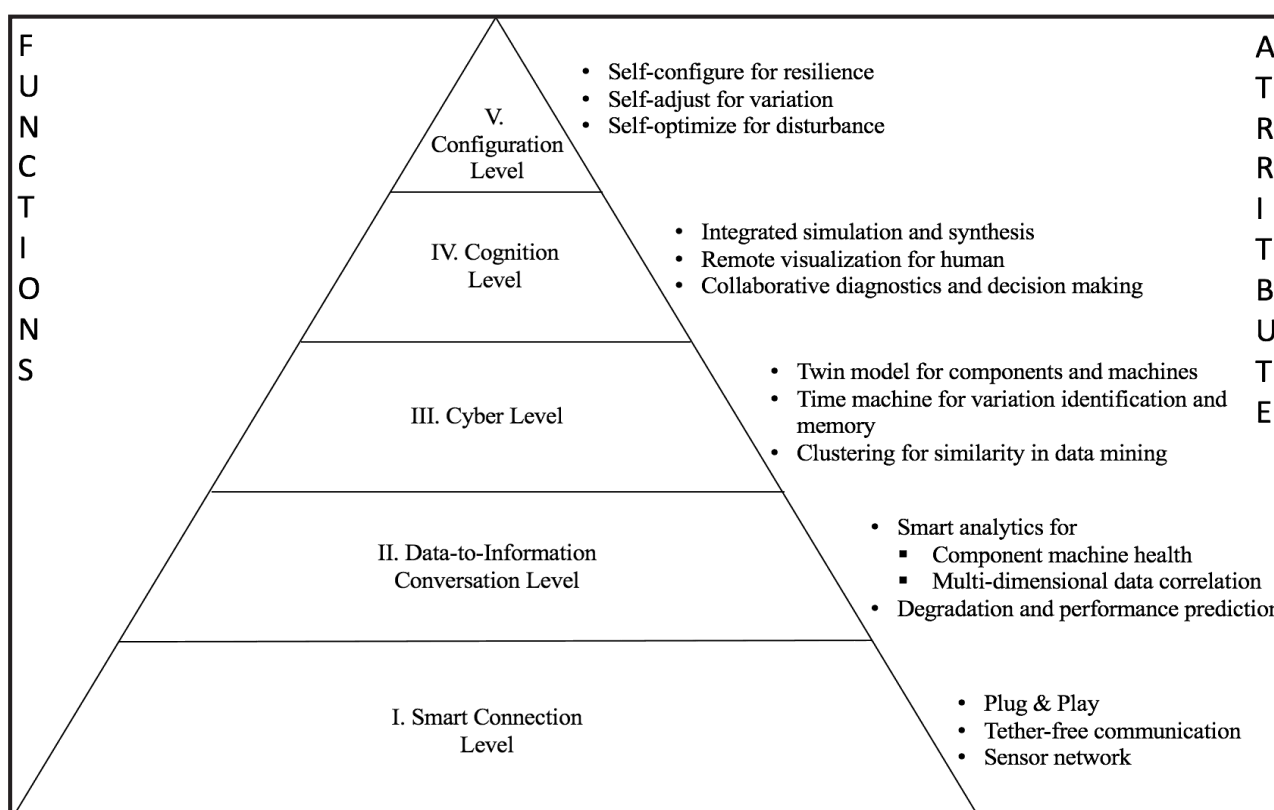 FUNCTIONS
V.
Configuration
Level
• Self-configure for resilience
• Self-adjust for variation
• Self-optimize for disturbance
IV. Cognition
Level
• Integrated simulation and synthesis
• Remote visualization for human
• Collaborative diagnostics and decision making
III. Cyber Level
• Twin model for components and machines
• Time machine for variation identification and
memory
• Clustering for similarity in data mining
II. Data-to-Information
Conversation Level
• Smart analytics for
▪ Component machine health
▪ Multi-dimensional data correlation
• Degradation and performance prediction
I. Smart Connection
Level
• Plug & Play
• Tether-free communication
• Sensor network
ATRRITBUTE